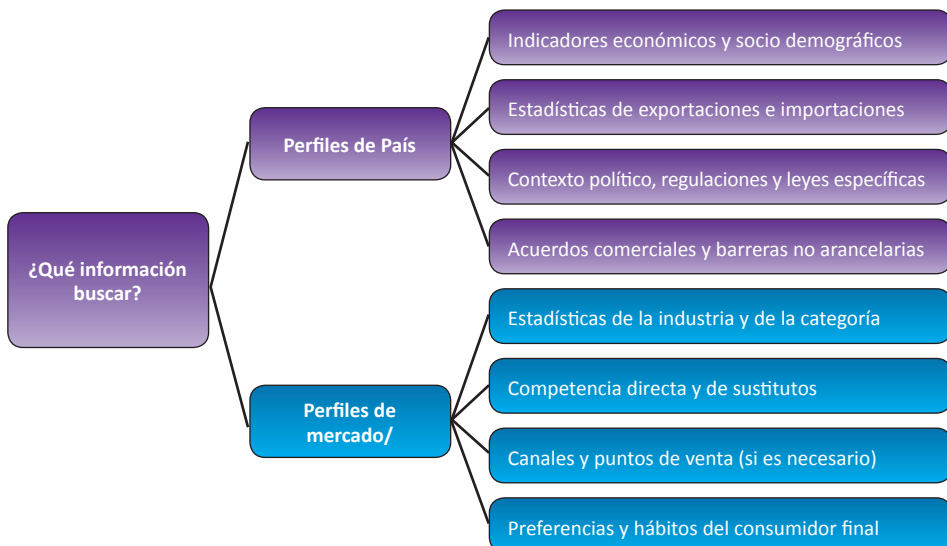 ¿Qué información
buscar?
Perfiles de País
Indicadores económicos y socio demográficos
Estadísticas de exportaciones e importaciones
Contexto político, regulaciones y leyes específicas
Acuerdos comerciales y barreras no arancelarias
Perfiles de
mercado/
Estadísticas de la industria y de la categoría
Competencia directa y de sustitutos
Canales y puntos de venta (si es necesario)
Preferencias y hábitos del consumidor final